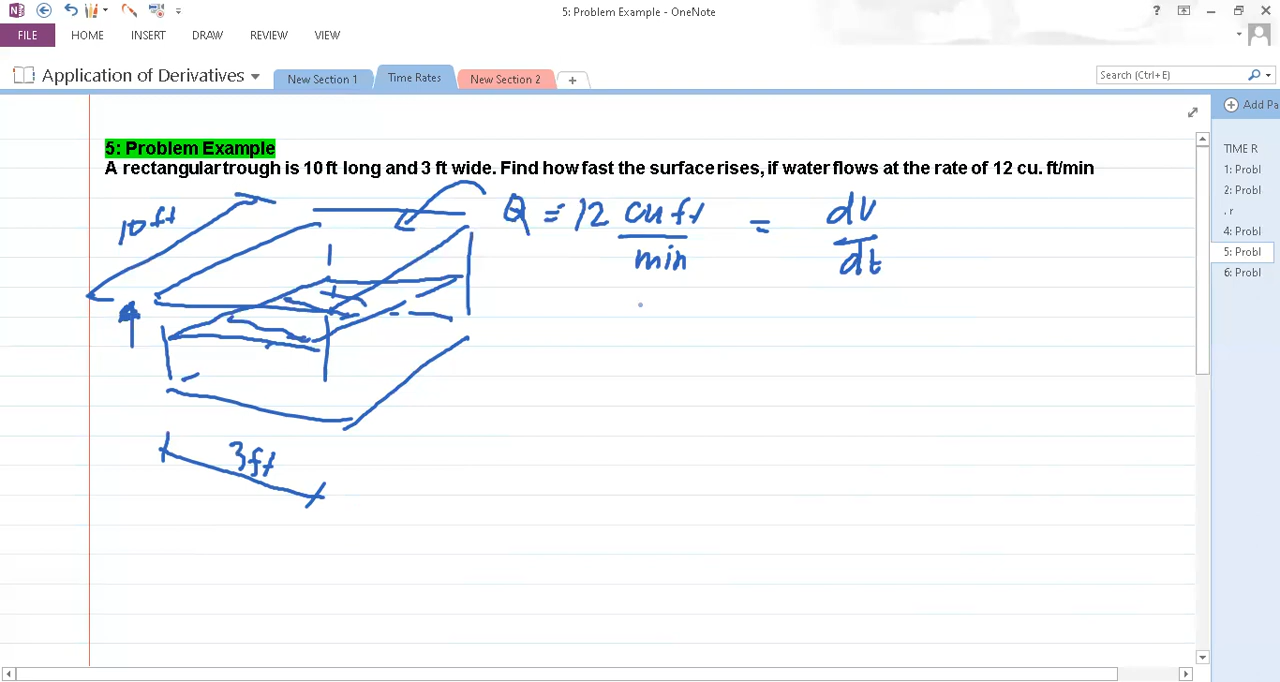 5: Problem Example - OneNote
?
FILE HOME INSERT DRAW REVIEW VIEW
Application of Derivatives New Section 1 Time Rates New Section 2 + Search (Ctrl+E)
Add Pa
5: Problem Example
A rectangular trough is 10 ft long and 3 ft wide. Find how fast the surface rises, if water flows at the rate of 12 cu. ft/min
TIME R
1: Probl
2: Probl
, r
4: Probl
5: Probl
6: Probl
10 ft
Q = 12 cu ft = dV
min dt
3 ft